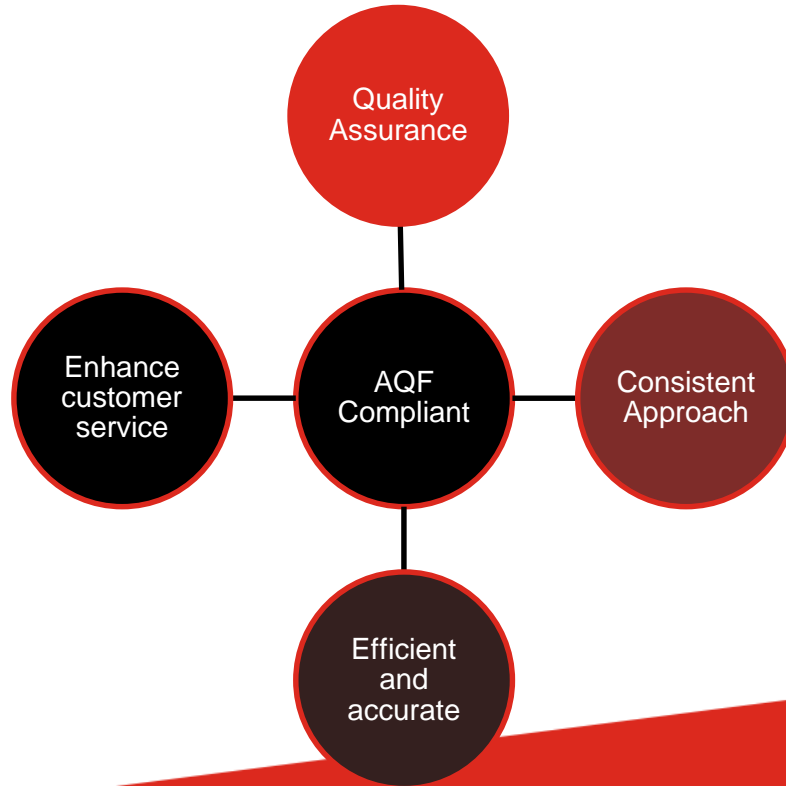 Quality
Assurance
Enhance
customer
service
AQF
Compliant
Consistent
Approach
Efficient
and
accurate